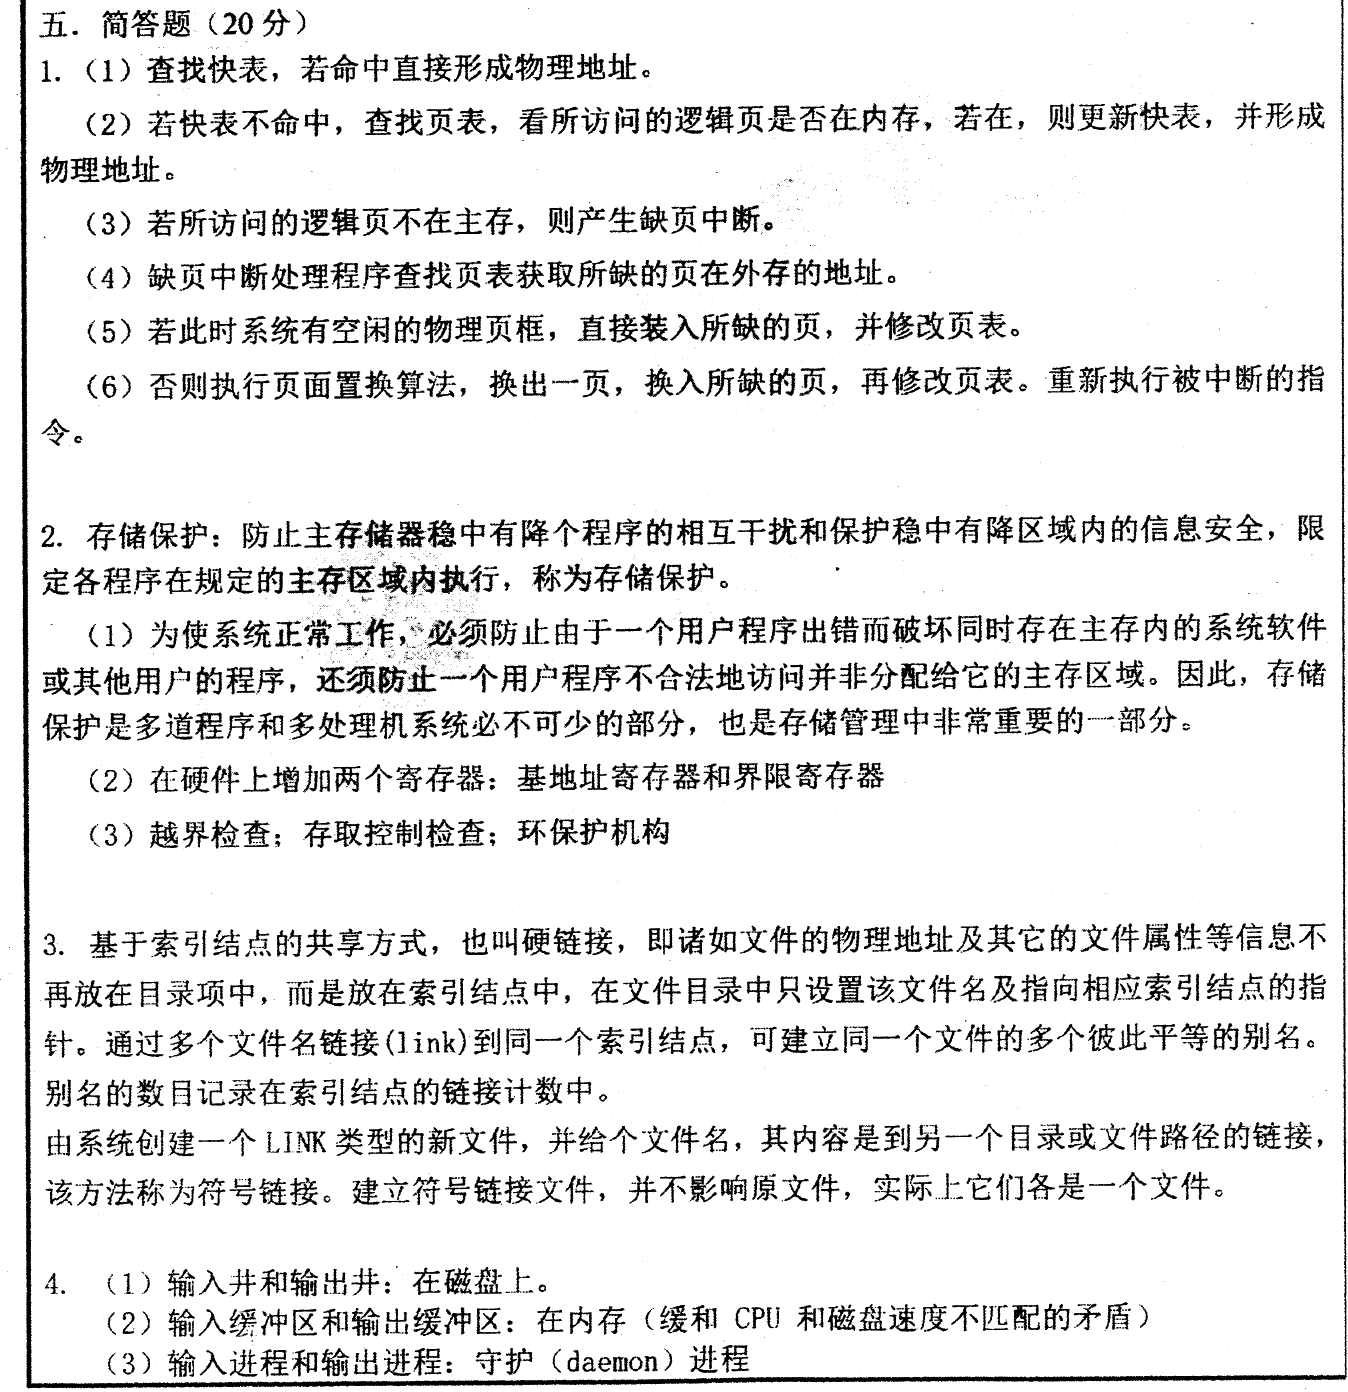 五．简答题（20 分）
1.（1）查找快表，若命中直接形成物理地址。
（2）若快表不命中，查找页表，看所访问的逻辑页是否在内存，若在，则更新快表，并形成
物理地址。
（3）若所访问的逻辑页不在主存，则产生缺页中断。
（4）缺页中断处理程序查找页表获取所缺的页在外存的地址。
（5）若此时系统有空闲的物理页框，直接装入所缺的页，并修改页表。
（6）否则执行页面置换算法，换出一页，换入所缺的页，再修改页表。重新执行被中断的指
令。
2. 存储保护：防止主存储器稳中有降个程序的相互干扰和保护稳中有降区域内的信息安全，限
定各程序在规定的主存区域内执行，称为存储保护。
（1）为使系统正常工作，必须防止由于一个用户程序出错而破坏同时存在主存内的系统软件
或其他用户的程序，还须防止一个用户程序不合法地访问并非分配给它的主存区域。因此，存储
保护是多道程序和多处理机系统必不可少的部分，也是存储管理中非常重要的一部分。
（2）在硬件上增加两个寄存器：基地址寄存器和界限寄存器
（3）越界检查；存取控制检查；环保护机构
3. 基于索引结点的共享方式，也叫硬链接，即诸如文件的物理地址及其它的文件属性等信息不
再放在目录项中，而是放在索引结点中，在文件目录中只设置该文件名及指向相应索引结点的指
针。通过多个文件名链接(link)到同一个索引结点，可建立同一个文件的多个彼此平等的别名。
别名的数目记录在索引结点的链接计数中。
由系统创建一个 LINK 类型的新文件，并给个文件名，其内容是到另一个目录或文件路径的链接，
该方法称为符号链接。建立符号链接文件，并不影响原文件，实际上它们各是一个文件。
4. （1）输入井和输出井：在磁盘上。
（2）输入缓冲区和输出缓冲区：在内存（缓和 CPU 和磁盘速度不匹配的矛盾）
（3）输入进程和输出进程：守护（daemon）进程